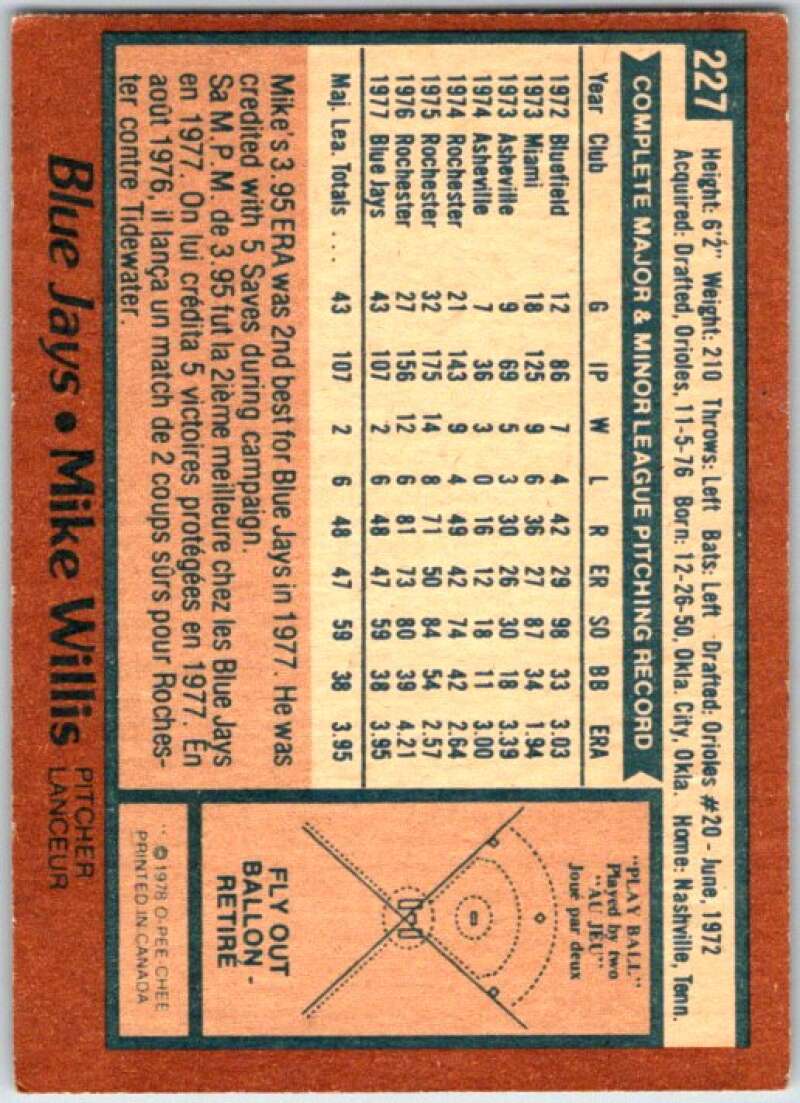 227
Height: 6'2" Weight: 210 Throws: Left Bats: Left Drafted: Orioles #20 - June, 1972
Acquired: Drafted, Orioles, 11-5-76 Born: 12-26-50, Okla. City, Okla. Home: Nashville, Tenn.
COMPLETE MAJOR & MINOR LEAGUE PITCHING RECORD
Year Club G IP W L R ER SO BB ERA
1972 Bluefield 12 86 7 4 42 29 98 33 3.03
1973 Miami 18 125 9 6 36 27 87 34 1.94
1973 Asheville 9 69 5 3 30 26 30 18 3.39
1974 Asheville 7 36 3 0 16 12 18 11 3.00
1974 Rochester 21 143 9 4 49 42 74 42 2.64
1975 Rochester 32 175 14 8 71 50 84 54 2.57
1976 Rochester 27 156 12 6 81 73 80 39 4.21
1977 Blue Jays 43 107 2 6 48 47 59 38 3.95
Maj. Lea. Totals ... 43 107 2 6 48 47 59 38 3.95
Mike's 3.95 ERA was 2nd best for Blue Jays in 1977. He was
credited with 5 Saves during campaign.
Sa M.P.M. de 3.95 fut la 2ième meilleure chez les Blue Jays
en 1977. On lui crédita 5 victoires protégées en 1977. En
août 1976, il lança un match de 2 coups sûrs pour Roches-
ter contre Tidewater.
"PLAY BALL"
Played by two
"AU JEU"
Joué par deux
FLY OUT
BALLON -
RETIRÉ
** © 1978 O-PEE-CHEE
PRINTED IN CANADA
Blue Jays • Mike Willis PITCHER
LANCEUR